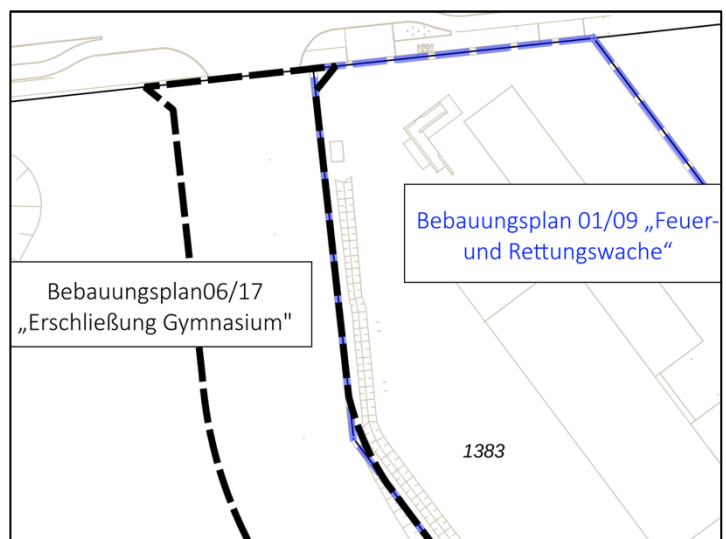 Bebauungsplan 01/09 „Feuer-
und Rettungswache“
Bebauungsplan06/17
„Erschließung Gymnasium"
1383